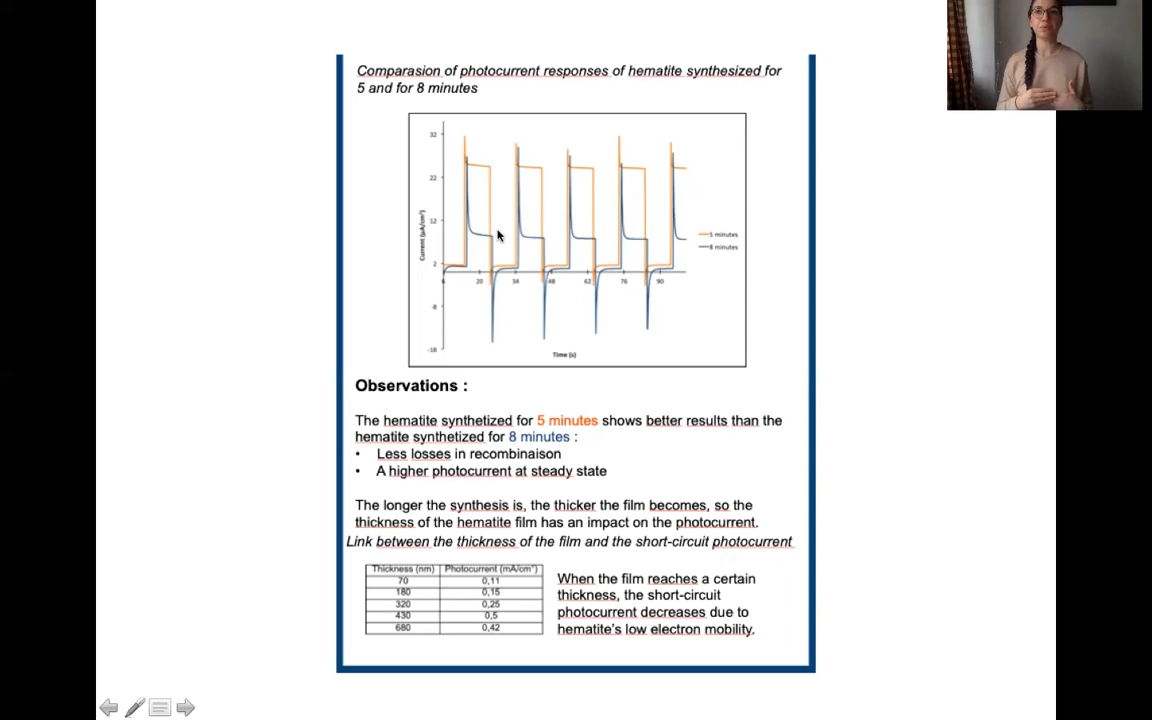 Comparasion of photocurrent responses of hematite synthesized for
5 and for 8 minutes
32
22
12
2
-8
-18
Current (µA/cm²)
6
20
34
48
62
76
90
Time (s)
5 minutes
8 minutes
Observations :
The hematite synthetized for 5 minutes shows better results than the
hematite synthetized for 8 minutes :
• Less losses in recombinaison
• A higher photocurrent at steady state
The longer the synthesis is, the thicker the film becomes, so the
thickness of the hematite film has an impact on the photocurrent.
Link between the thickness of the film and the short-circuit photocurrent
Thickness (nm) Photocurrent (mA/cm²)
70 0,11
180 0,15
320 0,25
430 0,5
680 0,42
When the film reaches a certain
thickness, the short-circuit
photocurrent decreases due to
hematite's low electron mobility.